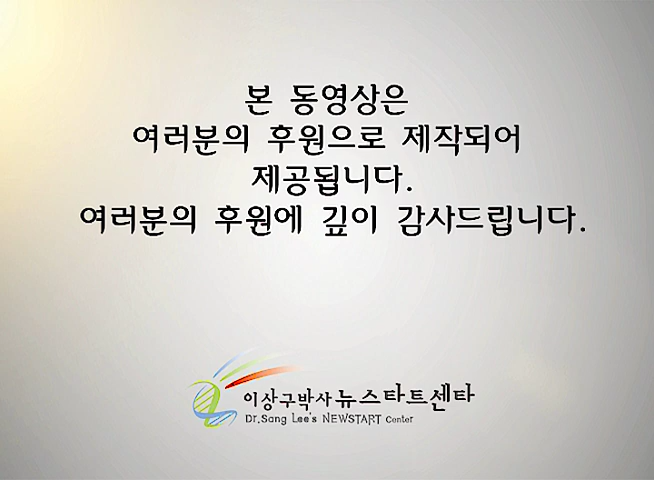 본 동영상은
여러분의 후원으로 제작되어
제공됩니다.
여러분의 후원에 깊이 감사드립니다.
이상구박사 뉴스타트센타
Dr.Sang Lee's NEWSTART Center